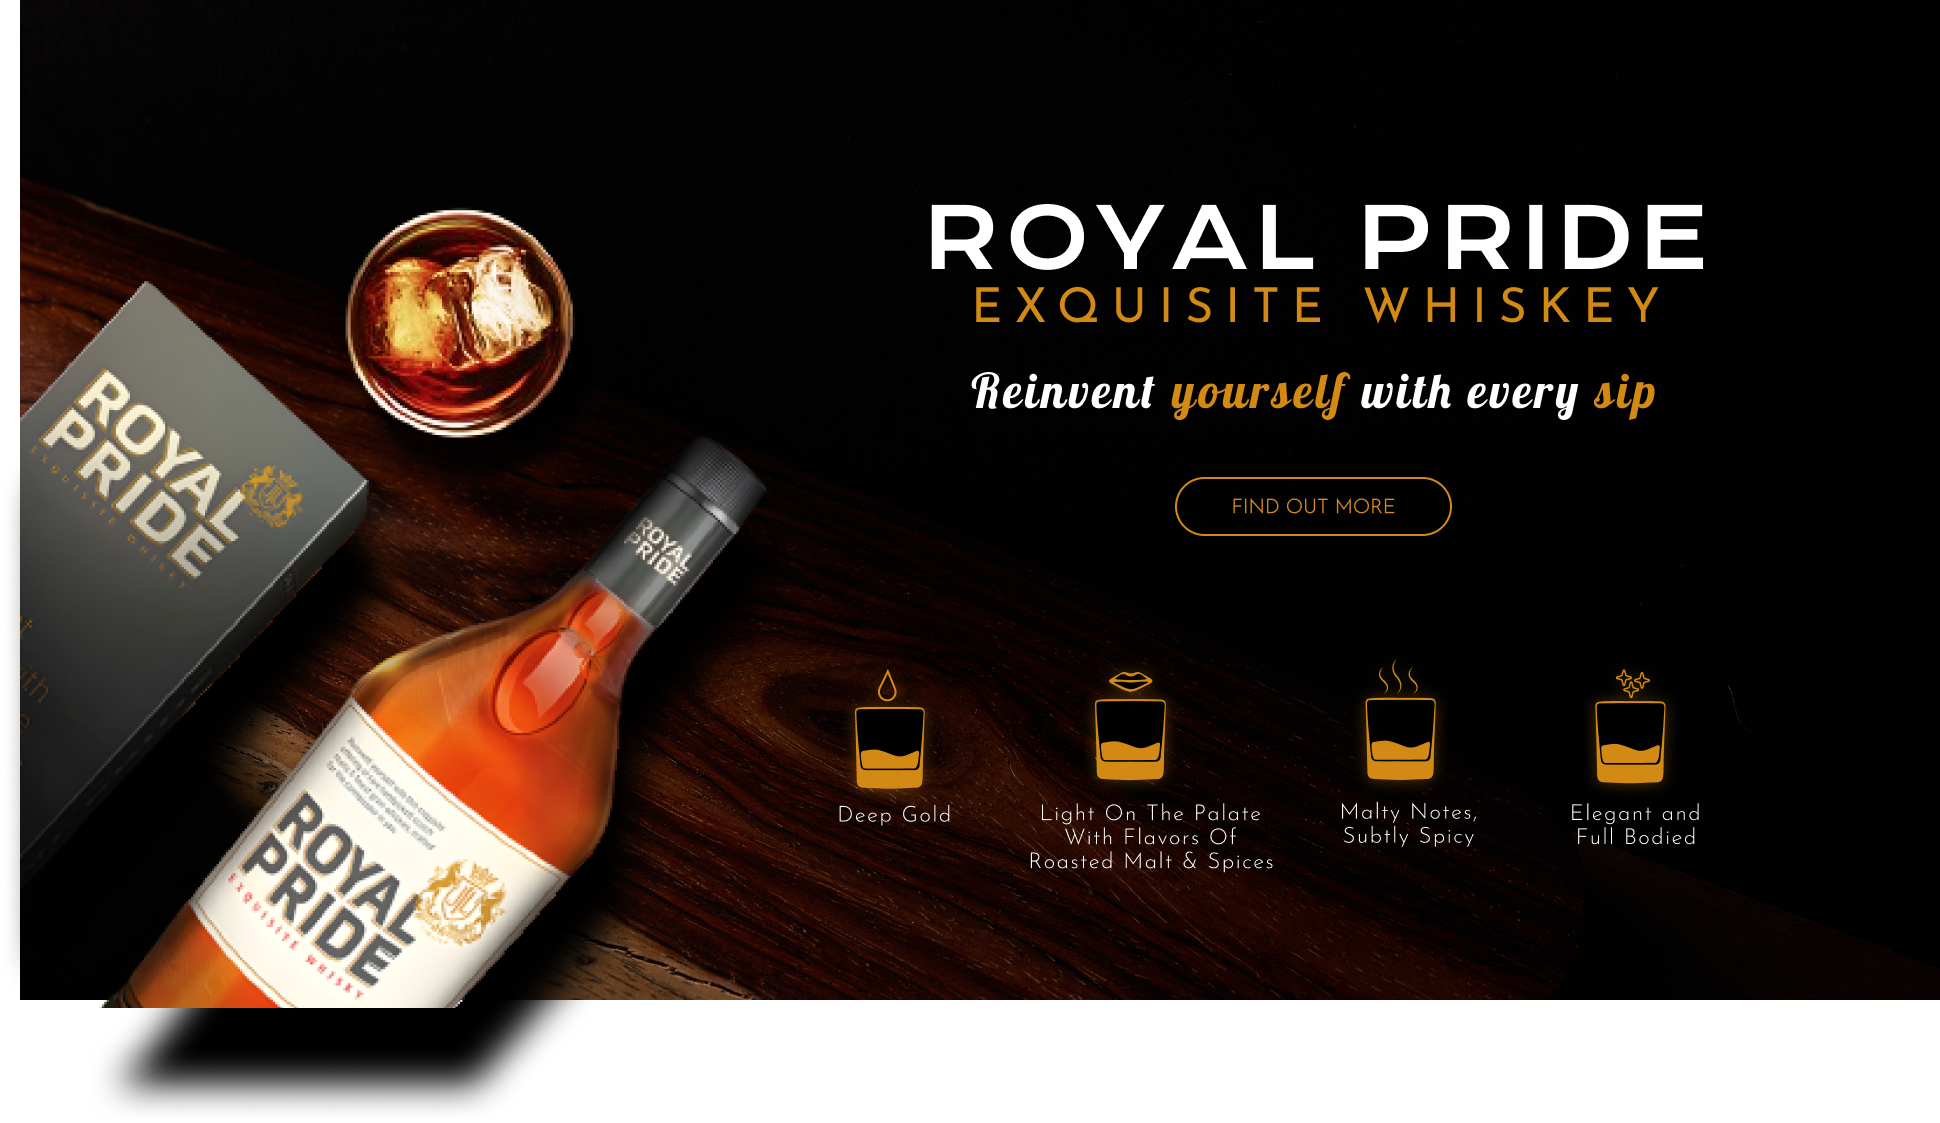 ROYAL PRIDE
EXQUISITE WHISKEY
Reinvent yourself with every sip
FIND OUT MORE
Deep Gold
Light On The Palate
With Flavors Of
Roasted Malt & Spices
Malty Notes,
Subtly Spicy
Elegant and
Full Bodied
ROYAL
PRIDE
EXQUISITE WHISKY
ROYAL
PRIDE
ROYAL
PRIDE
EXQUISITE WHISKY